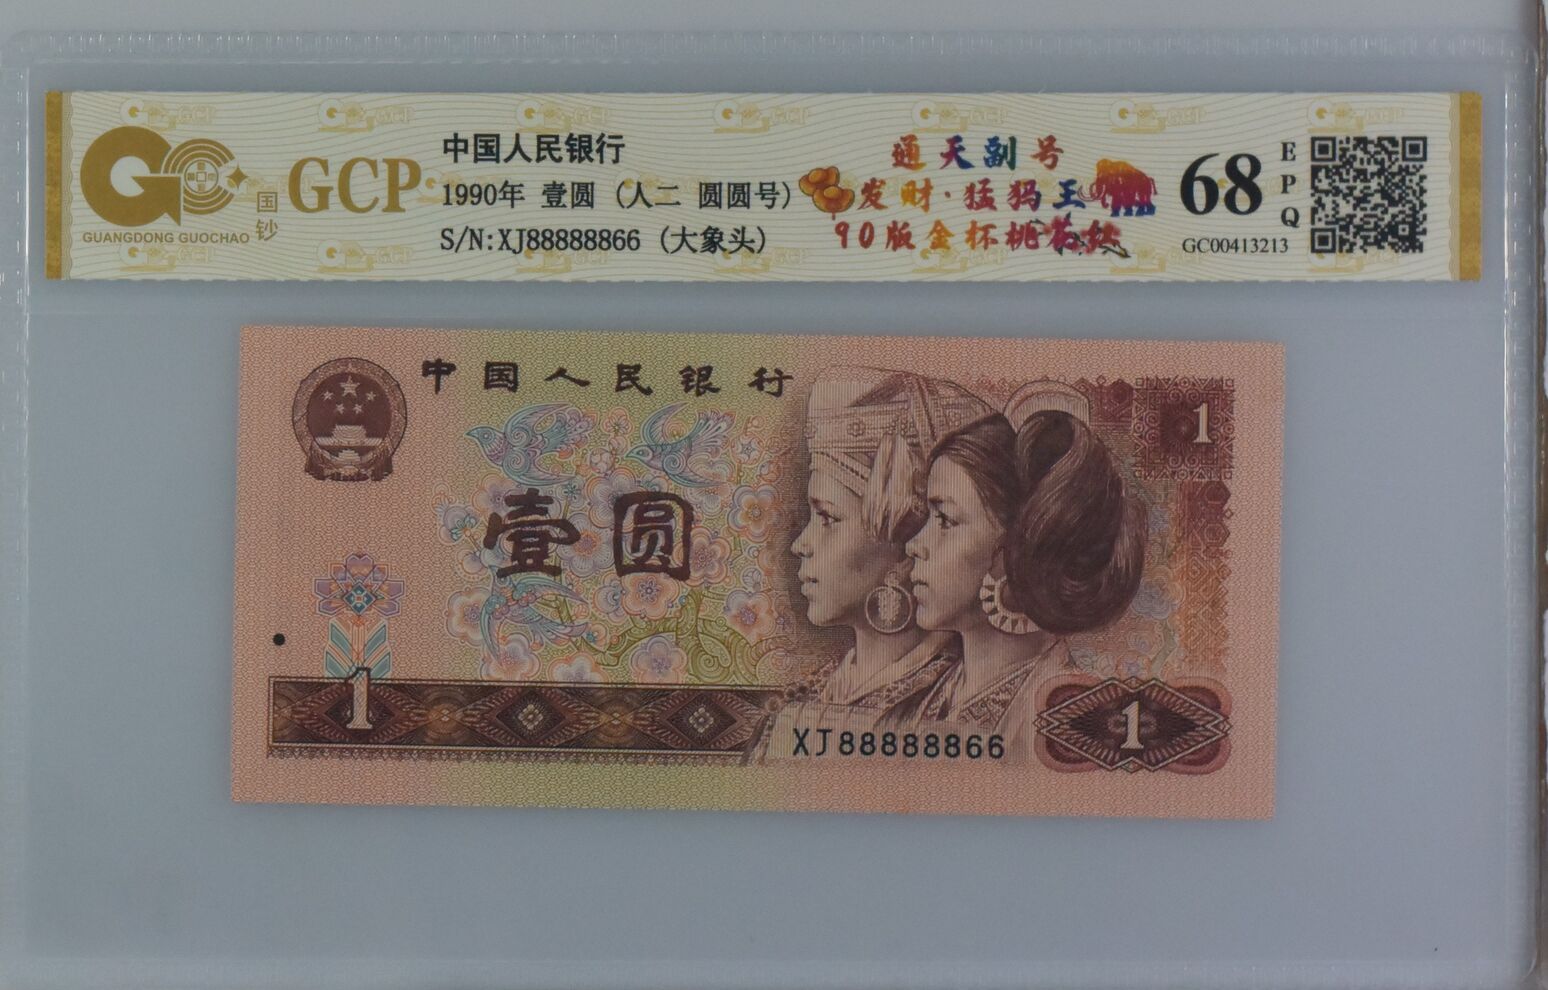 GCP
国钞
GUANGDONG GUOCHAO
中国人民银行
1990年 壹圆 (人二 圆圆号)
S/N:XJ88888866 (大象头)
通天副号
发财·猛犸王
90版金杯桃花红
68
EPQ
GC00413213
中国人民银行
1
壹圆
1
XJ88888866
1